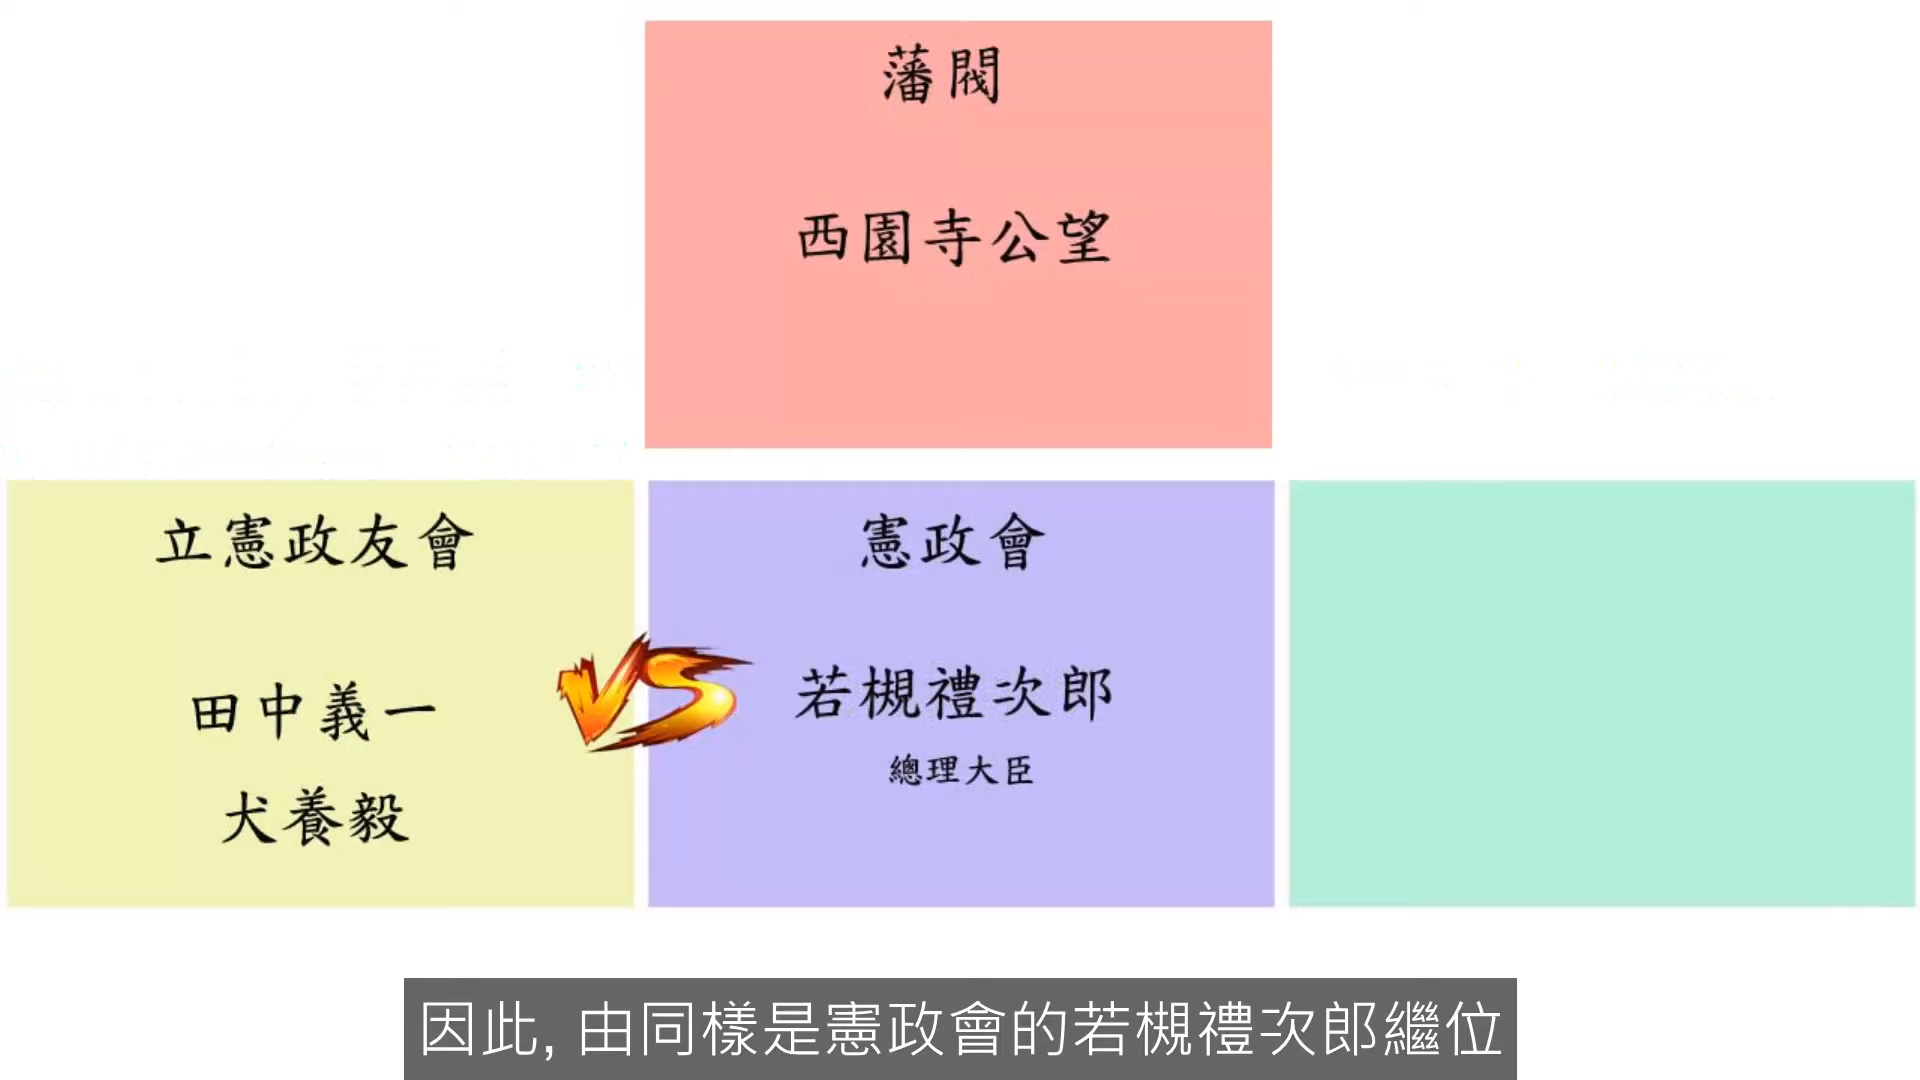 藩閥
西園寺公望
立憲政友會
憲政會
田中義一
犬養毅
VS
若槻禮次郎
總理大臣
因此, 由同樣是憲政會的若槻禮次郎繼位